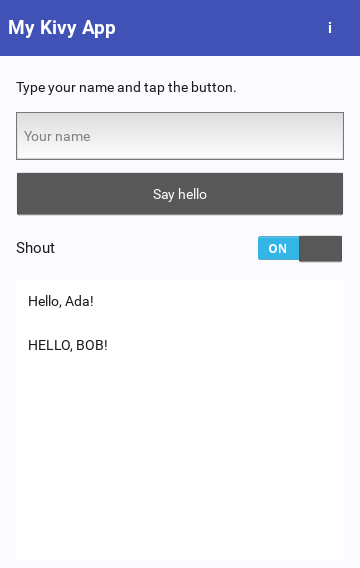 My Kivy App
i
Type your name and tap the button.
Your name
Say hello
Shout
ON
Hello, Ada!
HELLO, BOB!